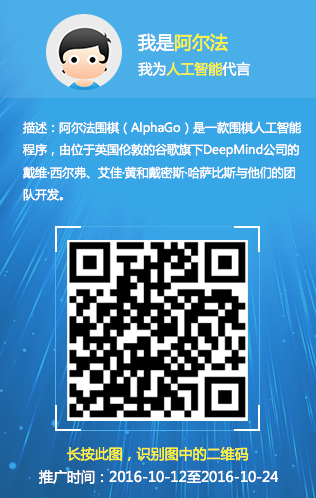 我是阿尔法
我为人工智能代言
描述：阿尔法围棋（AlphaGo）是一款围棋人工智能
程序，由位于英国伦敦的谷歌旗下DeepMind公司的
戴维·西尔弗、艾佳·黄和戴密斯·哈萨比斯与他们的团
队开发。
长按此图，识别图中的二维码
推广时间：2016-10-12至2016-10-24